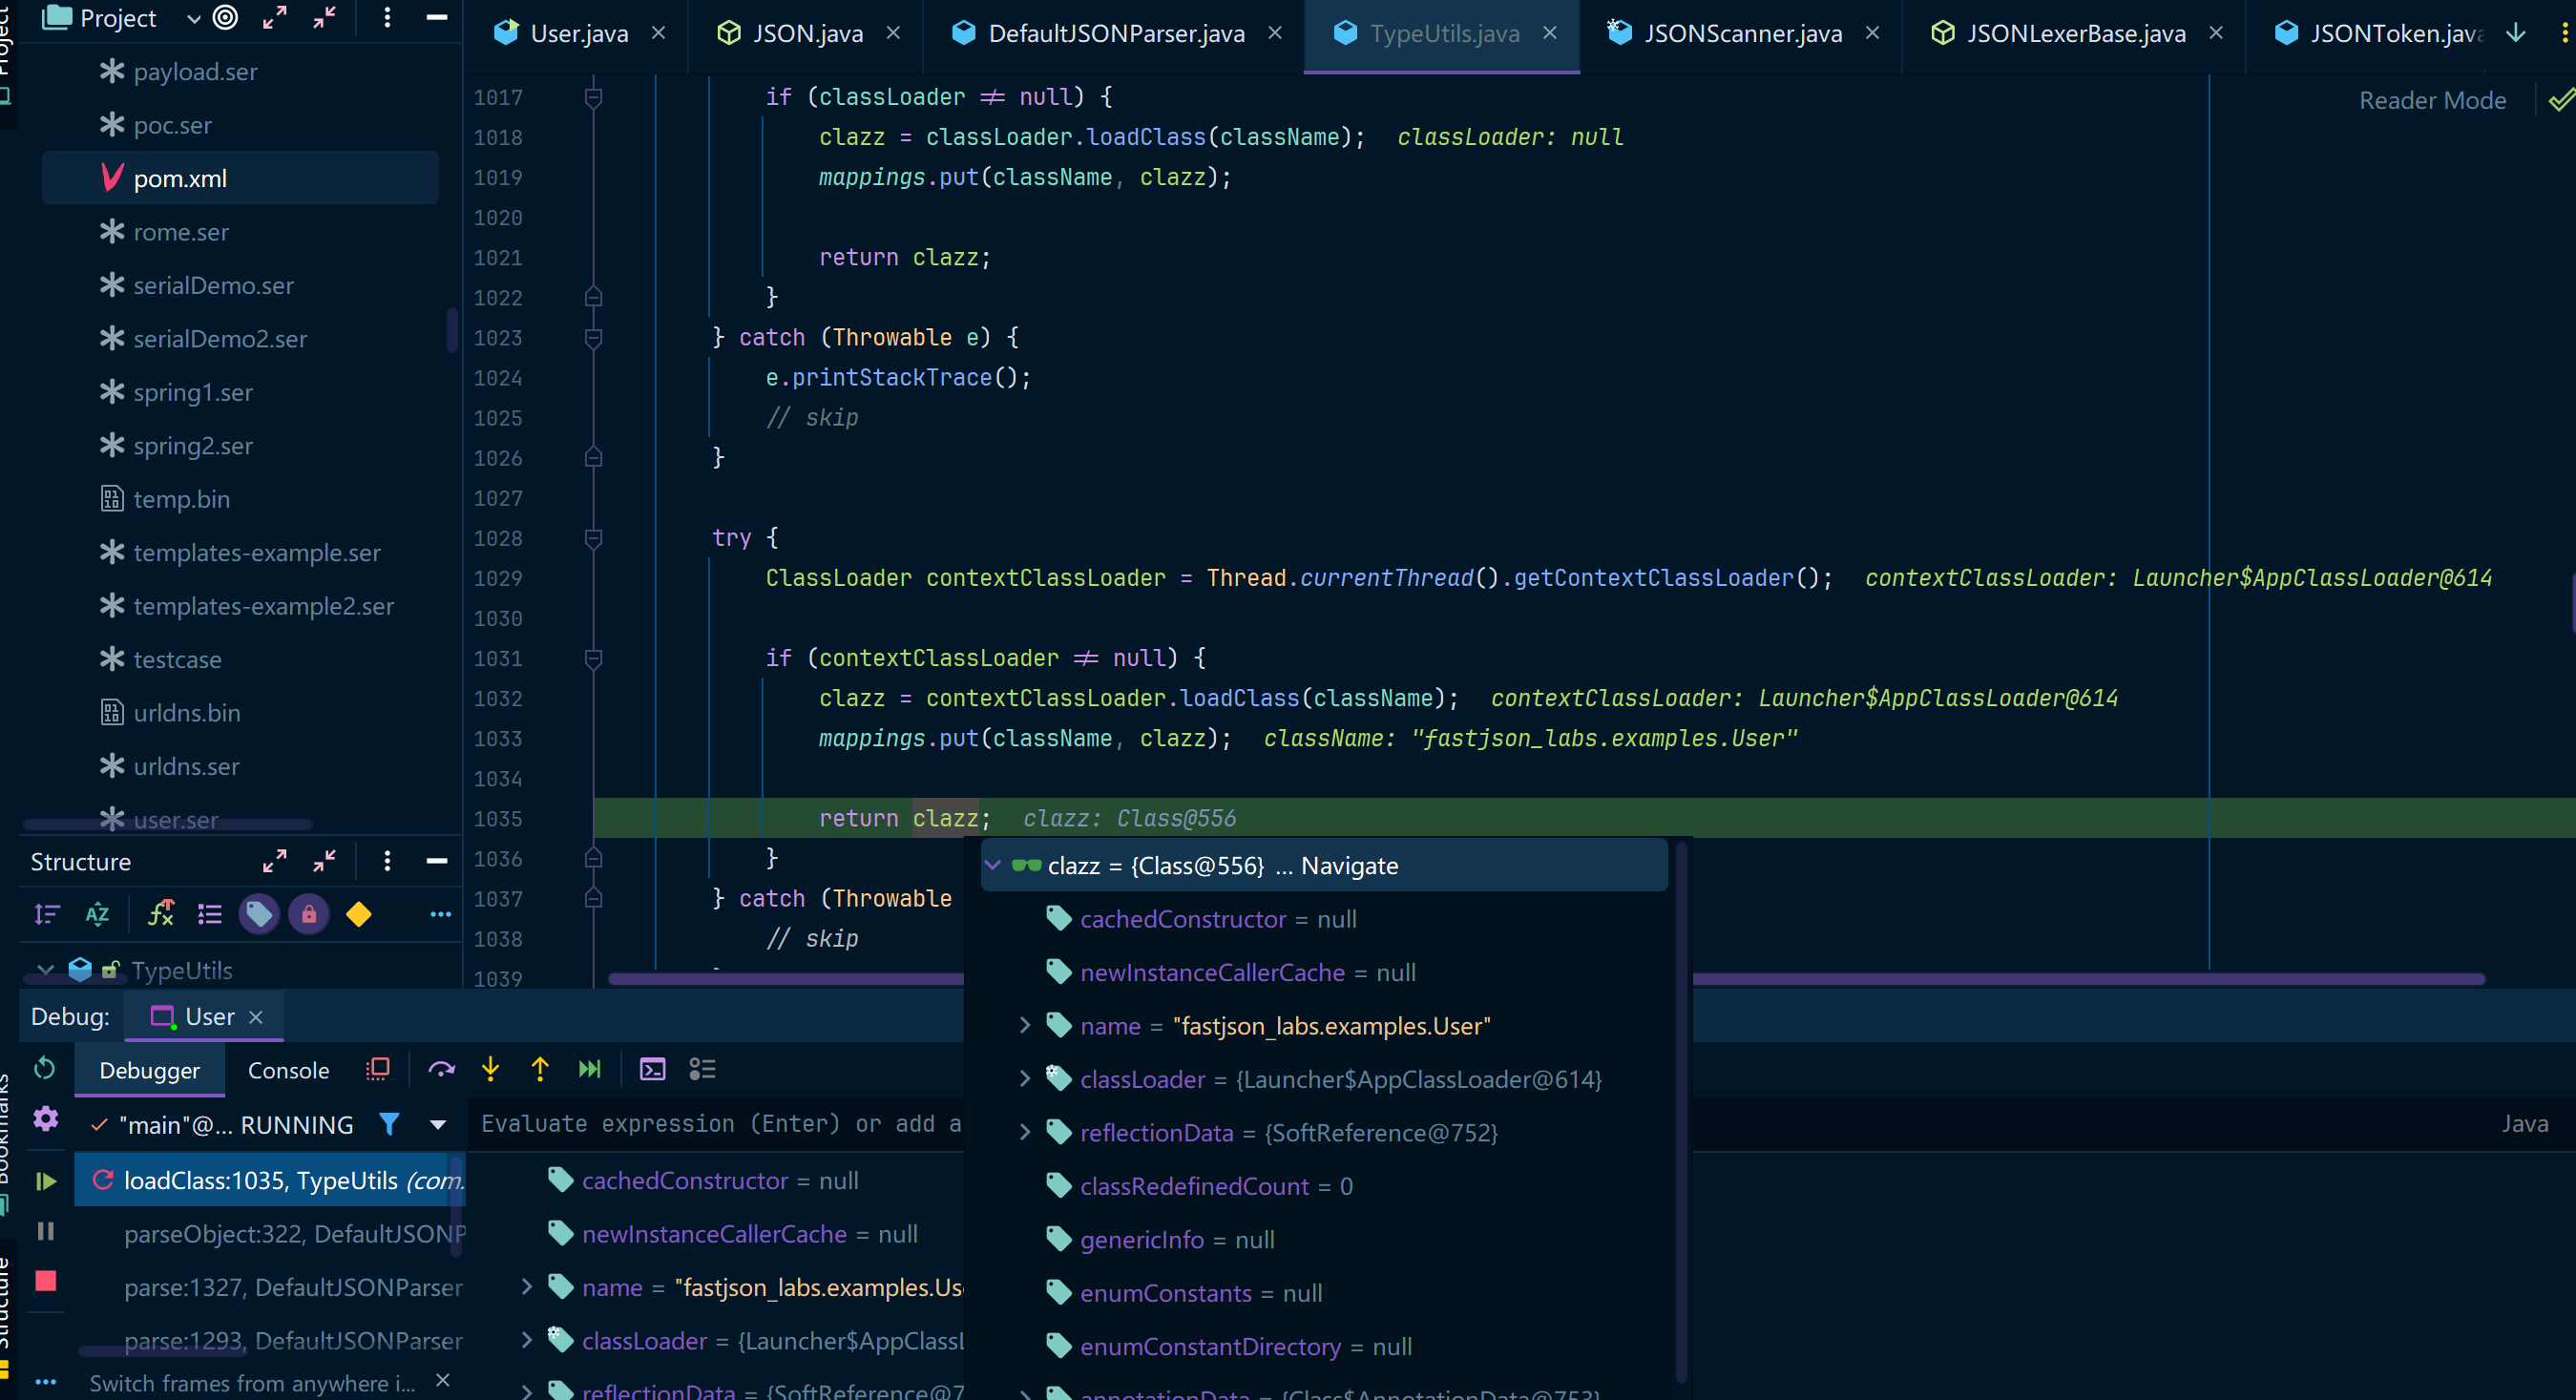 Project
User.java
JSON.java
DefaultJSONParser.java
TypeUtils.java
JSONScanner.java
JSONLexerBase.java
JSONToken.java
Reader Mode
payload.ser
poc.ser
pom.xml
rome.ser
serialDemo.ser
serialDemo2.ser
spring1.ser
spring2.ser
temp.bin
templates-example.ser
templates-example2.ser
testcase
urldns.bin
urldns.ser
user.ser
Structure
TypeUtils
1017 if (classLoader ≠ null) {
1018 clazz = classLoader.loadClass(className); classLoader: null
1019 mappings.put(className, clazz);
1020
1021 return clazz;
1022 }
1023 } catch (Throwable e) {
1024 e.printStackTrace();
1025 // skip
1026 }
1027
1028 try {
1029 ClassLoader contextClassLoader = Thread.currentThread().getContextClassLoader(); contextClassLoader: Launcher$AppClassLoader@614
1030
1031 if (contextClassLoader ≠ null) {
1032 clazz = contextClassLoader.loadClass(className); contextClassLoader: Launcher$AppClassLoader@614
1033 mappings.put(className, clazz); className: "fastjson_labs.examples.User"
1034
1035 return clazz; clazz: Class@556
1036 }
1037 } catch (Throwable
1038 // skip
1039
clazz = {Class@556} ... Navigate
cachedConstructor = null
newInstanceCallerCache = null
name = "fastjson_labs.examples.User"
classLoader = {Launcher$AppClassLoader@614}
reflectionData = {SoftReference@752}
classRedefinedCount = 0
genericInfo = null
enumConstants = null
enumConstantDirectory = null
annotationData = {Class$AnnotationData@753}
Debug: User
Debugger Console
"main"@... RUNNING
Evaluate expression (Enter) or add a
Java
loadClass:1035, TypeUtils (com.
parseObject:322, DefaultJSONP
parse:1327, DefaultJSONParser
parse:1293, DefaultJSONParser
Switch frames from anywhere i...
cachedConstructor = null
newInstanceCallerCache = null
name = "fastjson_labs.examples.Us
classLoader = {Launcher$AppClassL
reflectionData = {SoftReference@7
Project
Bookmarks
Structure